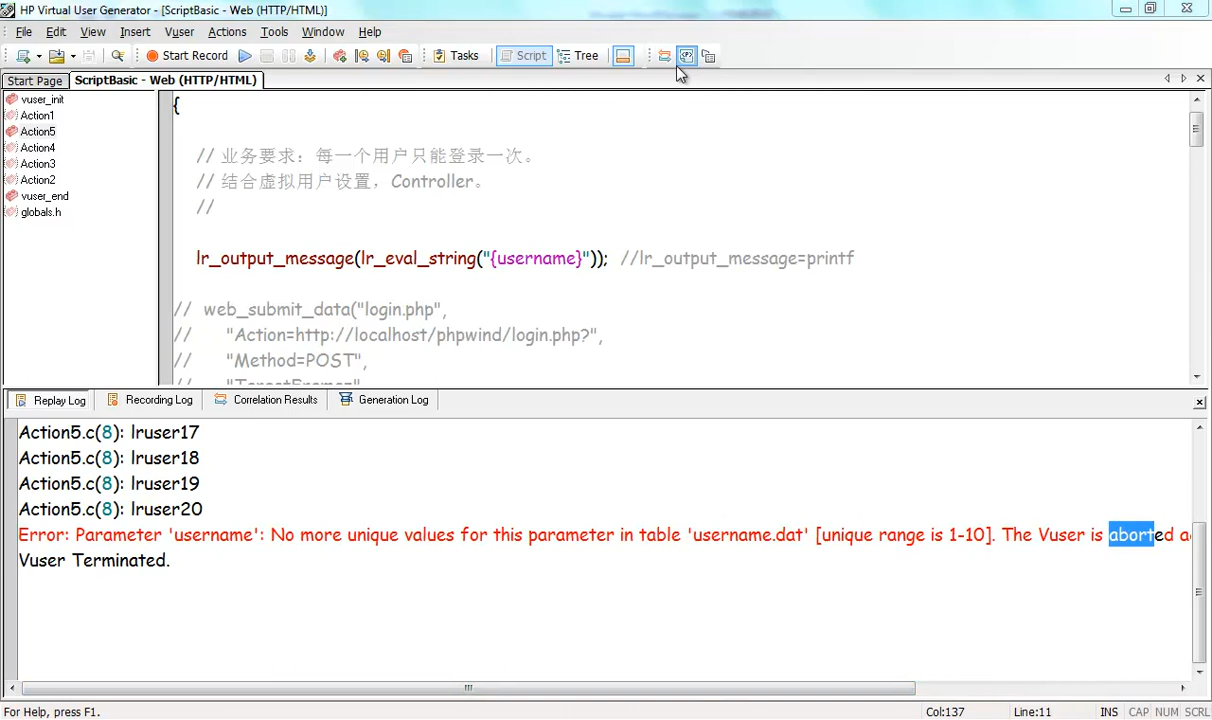 HP Virtual User Generator - [ScriptBasic - Web (HTTP/HTML)]
File Edit View Insert Vuser Actions Tools Window Help
Start Record Tasks Script Tree
Start Page ScriptBasic - Web (HTTP/HTML)
vuser_init
Action1
Action5
Action4
Action3
Action2
vuser_end
globals.h
{
// 业务要求：每一个用户只能登录一次。
// 结合虚拟用户设置，Controller。
//
lr_output_message(lr_eval_string("{username}")); //lr_output_message=printf
// web_submit_data("login.php",
// "Action=http://localhost/phpwind/login.php?",
// "Method=POST",
// "TargetFrame="
Replay Log Recording Log Correlation Results Generation Log
Action5.c(8): lruser17
Action5.c(8): lruser18
Action5.c(8): lruser19
Action5.c(8): lruser20
Error: Parameter 'username': No more unique values for this parameter in table 'username.dat' [unique range is 1-10]. The Vuser is aborted a
Vuser Terminated.
For Help, press F1. Col:137 Line:11 INS CAP NUM SCRL